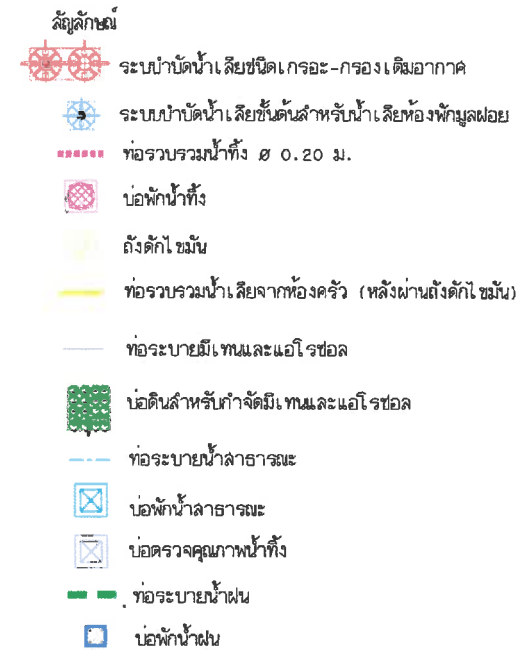 สัญลักษณ์
ระบบบำบัดน้ำเสียชนิดเกรอะ-กรองเติมอากาศ
ระบบบำบัดน้ำเสียขั้นต้นสำหรับน้ำเสียห้องพักมูลฝอย
ท่อรวบรวมน้ำทิ้ง ø 0.20 ม.
บ่อพักน้ำทิ้ง
ถังดักไขมัน
ท่อรวบรวมน้ำเสียจากห้องครัว (หลังผ่านถังดักไขมัน)
ท่อระบายมีเทนและแอโรซอล
บ่อดินสำหรับกำจัดมีเทนและแอโรซอล
ท่อระบายน้ำสาธารณะ
บ่อพักน้ำสาธารณะ
บ่อตรวจคุณภาพน้ำทิ้ง
ท่อระบายน้ำฝน
บ่อพักน้ำฝน